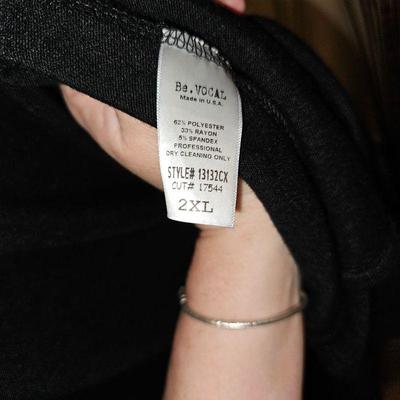 Be.VOCAL
Made in U.S.A.
62% POLYESTER
33% RAYON
5% SPANDEX
PROFESSIONAL
DRY CLEANING ONLY
STYLE# 13132CX
CUT# 17544
2XL